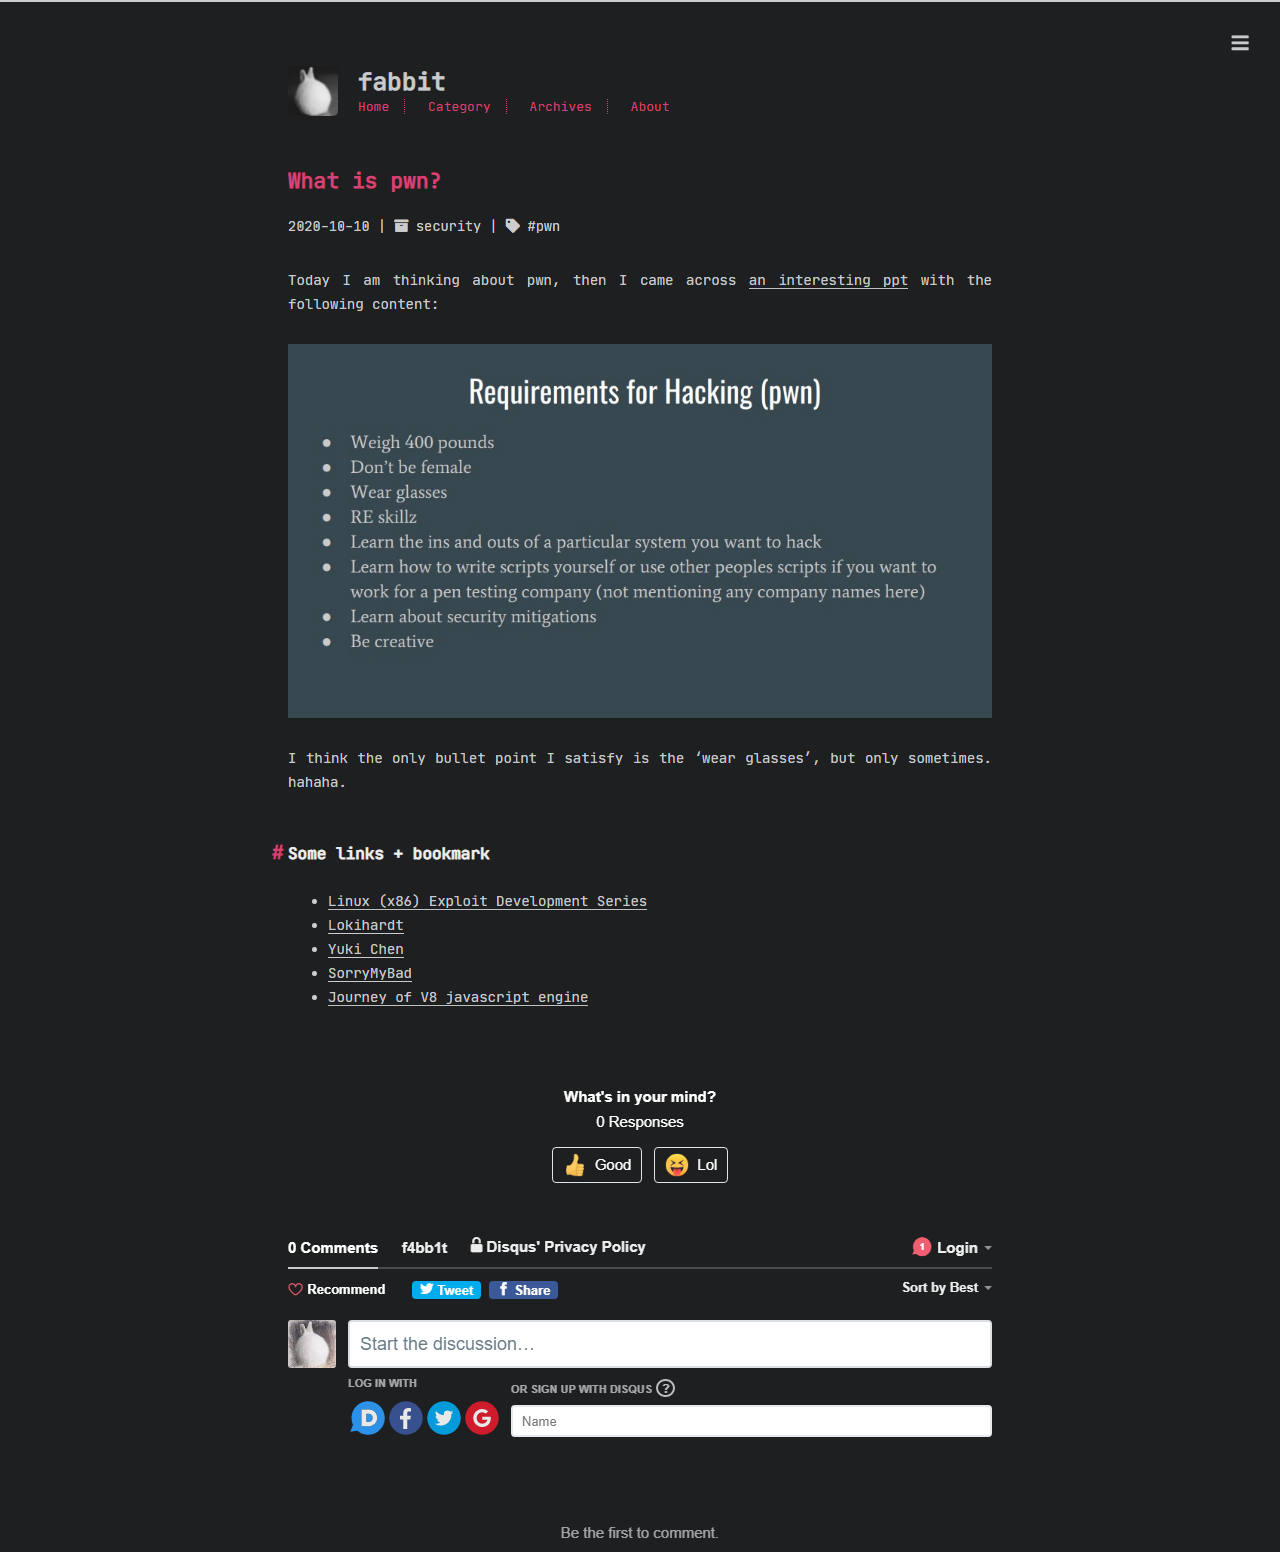 fabbit
Home Category Archives About
What is pwn?
2020-10-10 | security | #pwn
Today I am thinking about pwn, then I came across an interesting ppt with the
following content:
Requirements for Hacking (pwn)
● Weigh 400 pounds
● Don't be female
● Wear glasses
● RE skillz
● Learn the ins and outs of a particular system you want to hack
● Learn how to write scripts yourself or use other peoples scripts if you want to
work for a pen testing company (not mentioning any company names here)
● Learn about security mitigations
● Be creative
I think the only bullet point I satisfy is the ‘wear glasses’, but only sometimes.
hahaha.
# Some links + bookmark
• Linux (x86) Exploit Development Series
• Lokihardt
• Yuki Chen
• SorryMyBad
• Journey of V8 javascript engine
What's in your mind?
0 Responses
Good Lol
0 Comments f4bb1t Disqus' Privacy Policy 1 Login
Recommend Tweet f Share Sort by Best
Start the discussion…
LOG IN WITH
OR SIGN UP WITH DISQUS ?
D f G
Name
Be the first to comment.